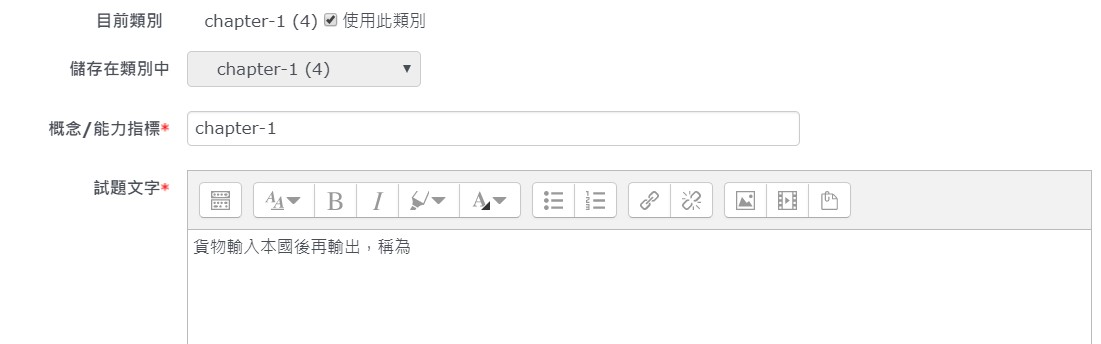 目前類別 chapter-1 (4) 使用此類別
儲存在類別中 chapter-1 (4)
概念/能力指標* chapter-1
試題文字*
貨物輸入本國後再輸出，稱為